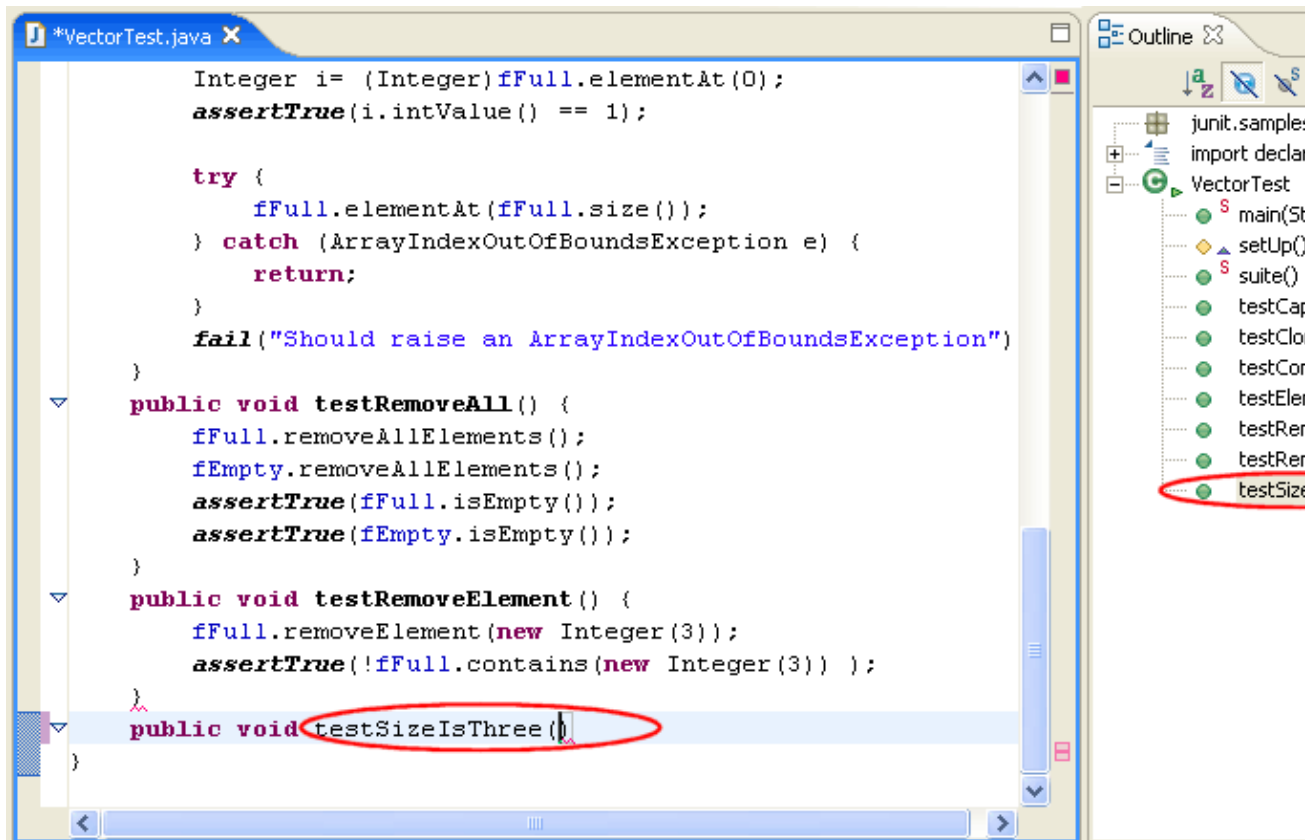 *VectorTest.java
Integer i= (Integer)fFull.elementAt(0);
assertTrue(i.intValue() == 1);
try {
fFull.elementAt(fFull.size());
} catch (ArrayIndexOutOfBoundsException e) {
return;
}
fail("Should raise an ArrayIndexOutOfBoundsException")
}
public void testRemoveAll() {
fFull.removeAllElements();
fEmpty.removeAllElements();
assertTrue(fFull.isEmpty());
assertTrue(fEmpty.isEmpty());
}
public void testRemoveElement() {
fFull.removeElement(new Integer(3));
assertTrue(!fFull.contains(new Integer(3)) );
}
public void testSizeIsThree()
}
Outline
junit.samples
import declar
VectorTest
main(St
setUp()
suite()
testCap
testClo
testCon
testElem
testRem
testRem
testSize